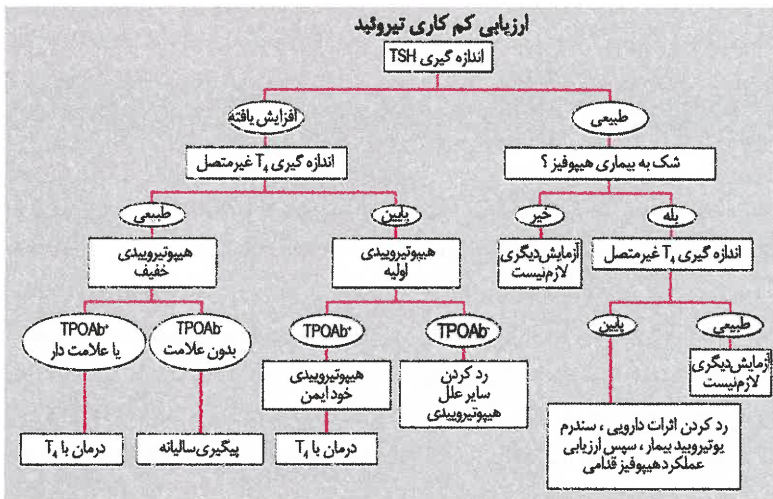 ارزیابی کم کاری تیروئید
اندازه گیری TSH
طبیعی
افزایش یافته
شک به بیماری هیپوفیز ؟
اندازه گیری T₄ غیرمتصل
بله
خیر
پایین
طبیعی
اندازه گیری T₄ غیرمتصل
آزمایش دیگری
لازم نیست
هیپوتیروییدی
اولیه
هیپوتیروییدی
خفیف
طبیعی
پایین
TPOAb⁻
TPOAb⁺
TPOAb⁻
بدون علامت
TPOAb⁺
یا علامت دار
آزمایش دیگری
لازم نیست
رد کردن اثرات دارویی ، سندرم
یوتیرویید بیمار ، سپس ارزیابی
عملکرد هیپوفیز قدامی
رد کردن
سایر علل
هیپوتیروییدی
هیپوتیروییدی
خود ایمن
درمان با T₄
پیگیری سالیانه
درمان با T₄